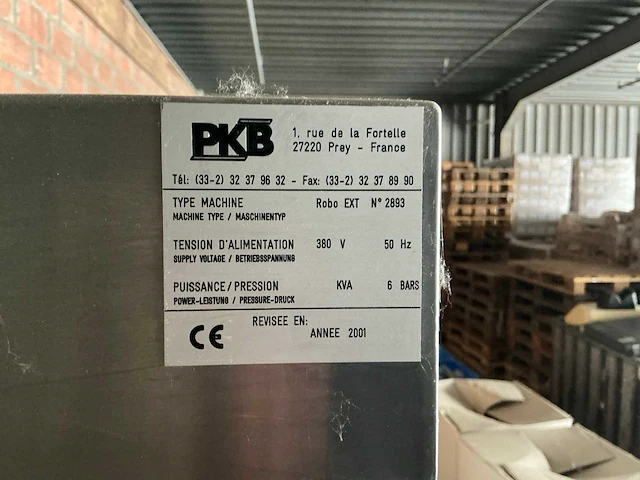 PKB
1, rue de la Fortelle
27220 Prey - France
Tél: (33-2) 32 37 96 32 - Fax: (33-2) 32 37 89 90
TYPE MACHINE Robo EXT N° 2893
MACHINE TYPE / MASCHINENTYP
TENSION D'ALIMENTATION 380 V 50 Hz
SUPPLY VOLTAGE / BETRIEBSSPANNUNG
PUISSANCE/PRESSION KVA 6 BARS
POWER-LEISTUNG / PRESSURE-DRUCK
REVISEE EN:
CE ANNEE 2001